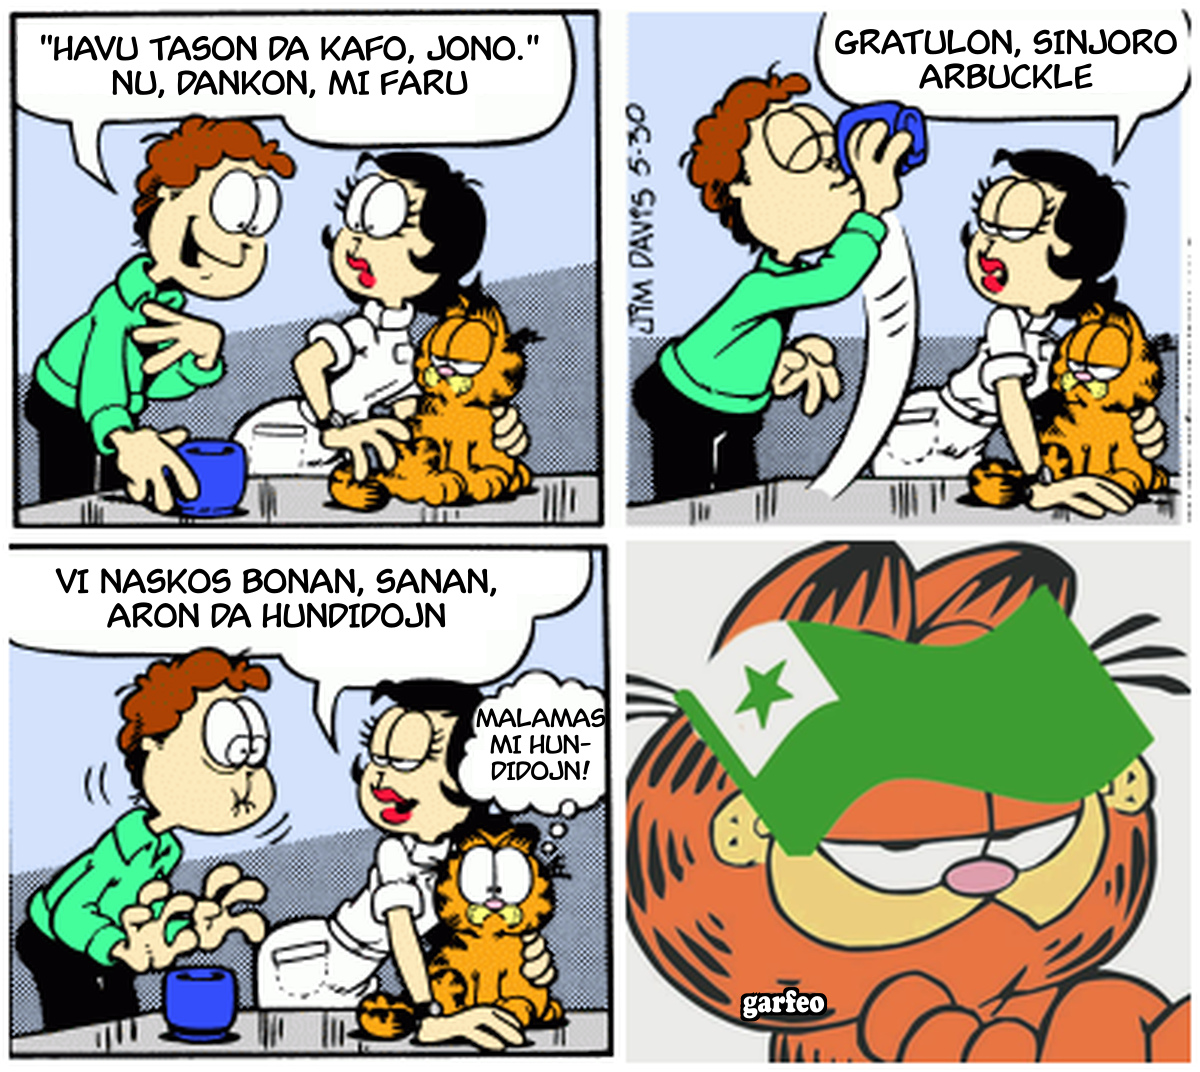 "HAVU TASON DA KAFO, JONO."
NU, DANKON, MI FARU
GRATULON, SINJORO
ARBUCKLE
JIM DAVIS 5-30
VI NASKOS BONAN, SANAN,
ARON DA HUNDIDOJN
MALAMAS
MI HUN-
DIDOJN!
garfeo